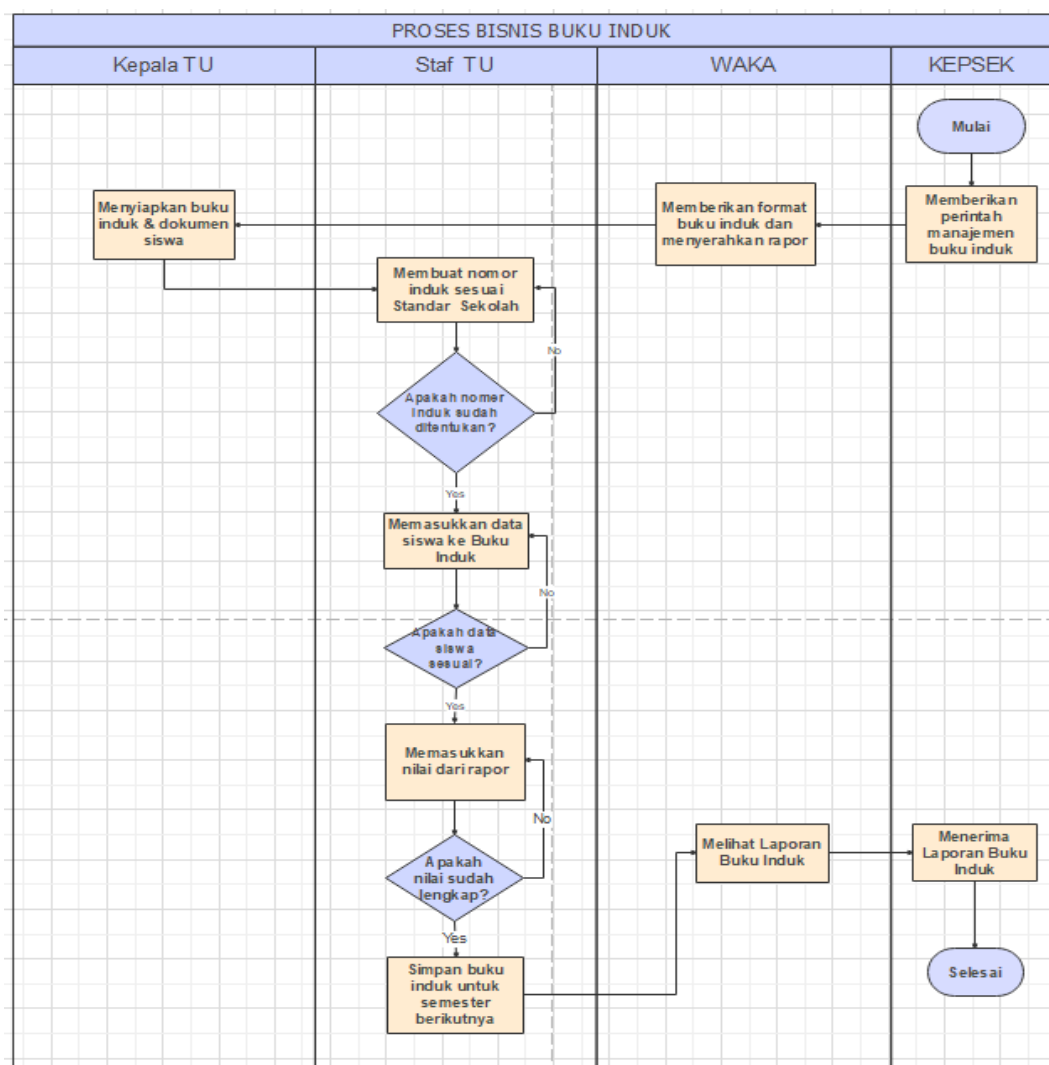 PROSES BISNIS BUKU INDUK
Kepala TU
Staf TU
WAKA
KEPSEK
Mulai
Memberikan
perintah
manajemen
buku induk
Memberikan format
buku induk dan
menyerahkan rapor
Menyiapkan buku
induk & dokumen
siswa
Membuat nomor
induk sesuai
Standar Sekolah
No
Apakah nomer
Induk sudah
ditentukan?
Yes
Memasukkan data
siswa ke Buku
Induk
No
Apakah data
siswa
sesuai?
Yes
Memasukkan
nilai dari rapor
No
Apakah
nilai sudah
lengkap?
Yes
Simpan buku
induk untuk
semester
berikutnya
Melihat Laporan
Buku Induk
Menerima
Laporan Buku
Induk
Selesai